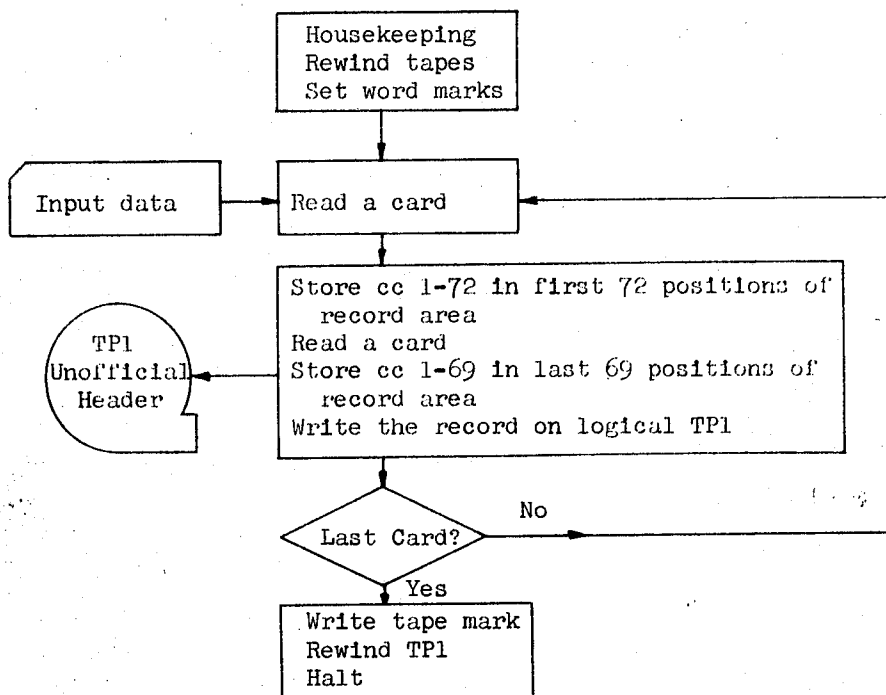 Housekeeping
Rewind tapes
Set word marks
Input data
Read a card
Store cc 1-72 in first 72 positions of
record area
Read a card
Store cc 1-69 in last 69 positions of
record area
Write the record on logical TP1
TP1
Unofficial
Header
Last Card?
No
Yes
Write tape mark
Rewind TP1
Halt